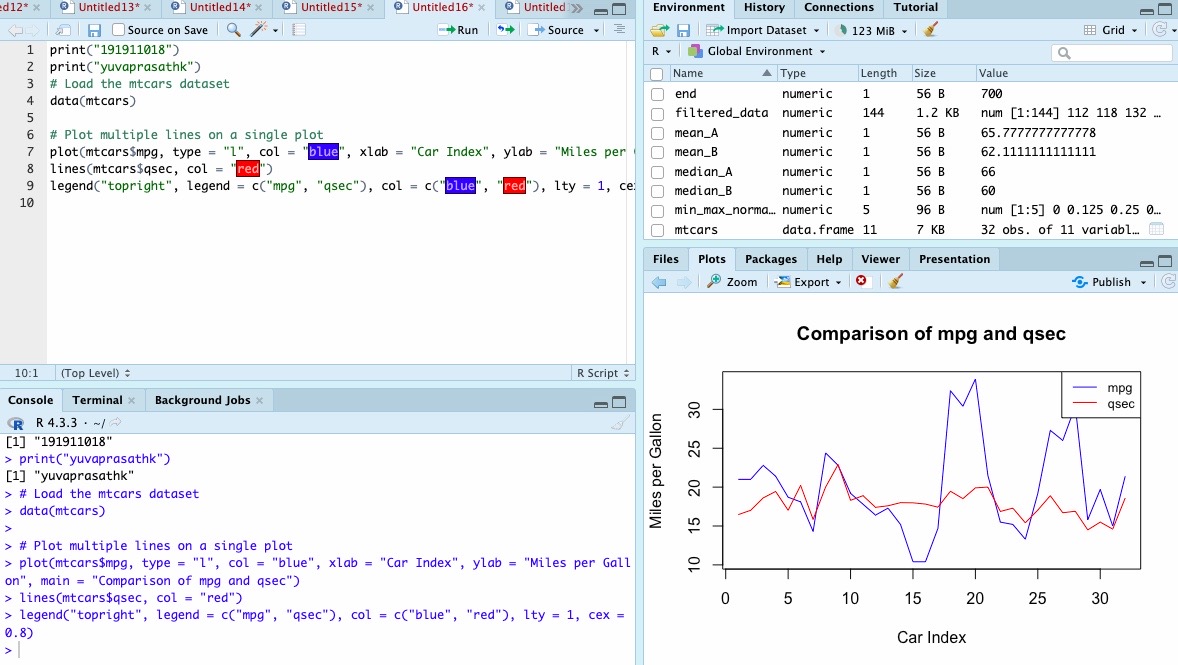 ed12* Untitled13* Untitled14* Untitled15* Untitled16* Untitled
Source on Save Run Source
1 print("191911018")
2 print("yuvaprasathk")
3 # Load the mtcars dataset
4 data(mtcars)
5
6 # Plot multiple lines on a single plot
7 plot(mtcars$mpg, type = "l", col = "blue", xlab = "Car Index", ylab = "Miles per
8 lines(mtcars$qsec, col = "red")
9 legend("topright", legend = c("mpg", "qsec"), col = c("blue", "red"), lty = 1, ce
10
10:1 (Top Level) R Script
Console Terminal Background Jobs
R 4.3.3 · ~/
[1] "191911018"
> print("yuvaprasathk")
[1] "yuvaprasathk"
> # Load the mtcars dataset
> data(mtcars)
>
> # Plot multiple lines on a single plot
> plot(mtcars$mpg, type = "l", col = "blue", xlab = "Car Index", ylab = "Miles per Gall
on", main = "Comparison of mpg and qsec")
> lines(mtcars$qsec, col = "red")
> legend("topright", legend = c("mpg", "qsec"), col = c("blue", "red"), lty = 1, cex =
0.8)
>
Environment History Connections Tutorial
Import Dataset 123 MiB Grid
R Global Environment
Name Type Length Size Value
end numeric 1 56 B 700
filtered_data numeric 144 1.2 KB num [1:144] 112 118 132 …
mean_A numeric 1 56 B 65.7777777777778
mean_B numeric 1 56 B 62.1111111111111
median_A numeric 1 56 B 66
median_B numeric 1 56 B 60
min_max_norma… numeric 5 96 B num [1:5] 0 0.125 0.25 0…
mtcars data.frame 11 7 KB 32 obs. of 11 variabl…
Files Plots Packages Help Viewer Presentation
Zoom Export Publish
Comparison of mpg and qsec
mpg
qsec
Miles per Gallon
30
25
20
15
10
0 5 10 15 20 25 30
Car Index